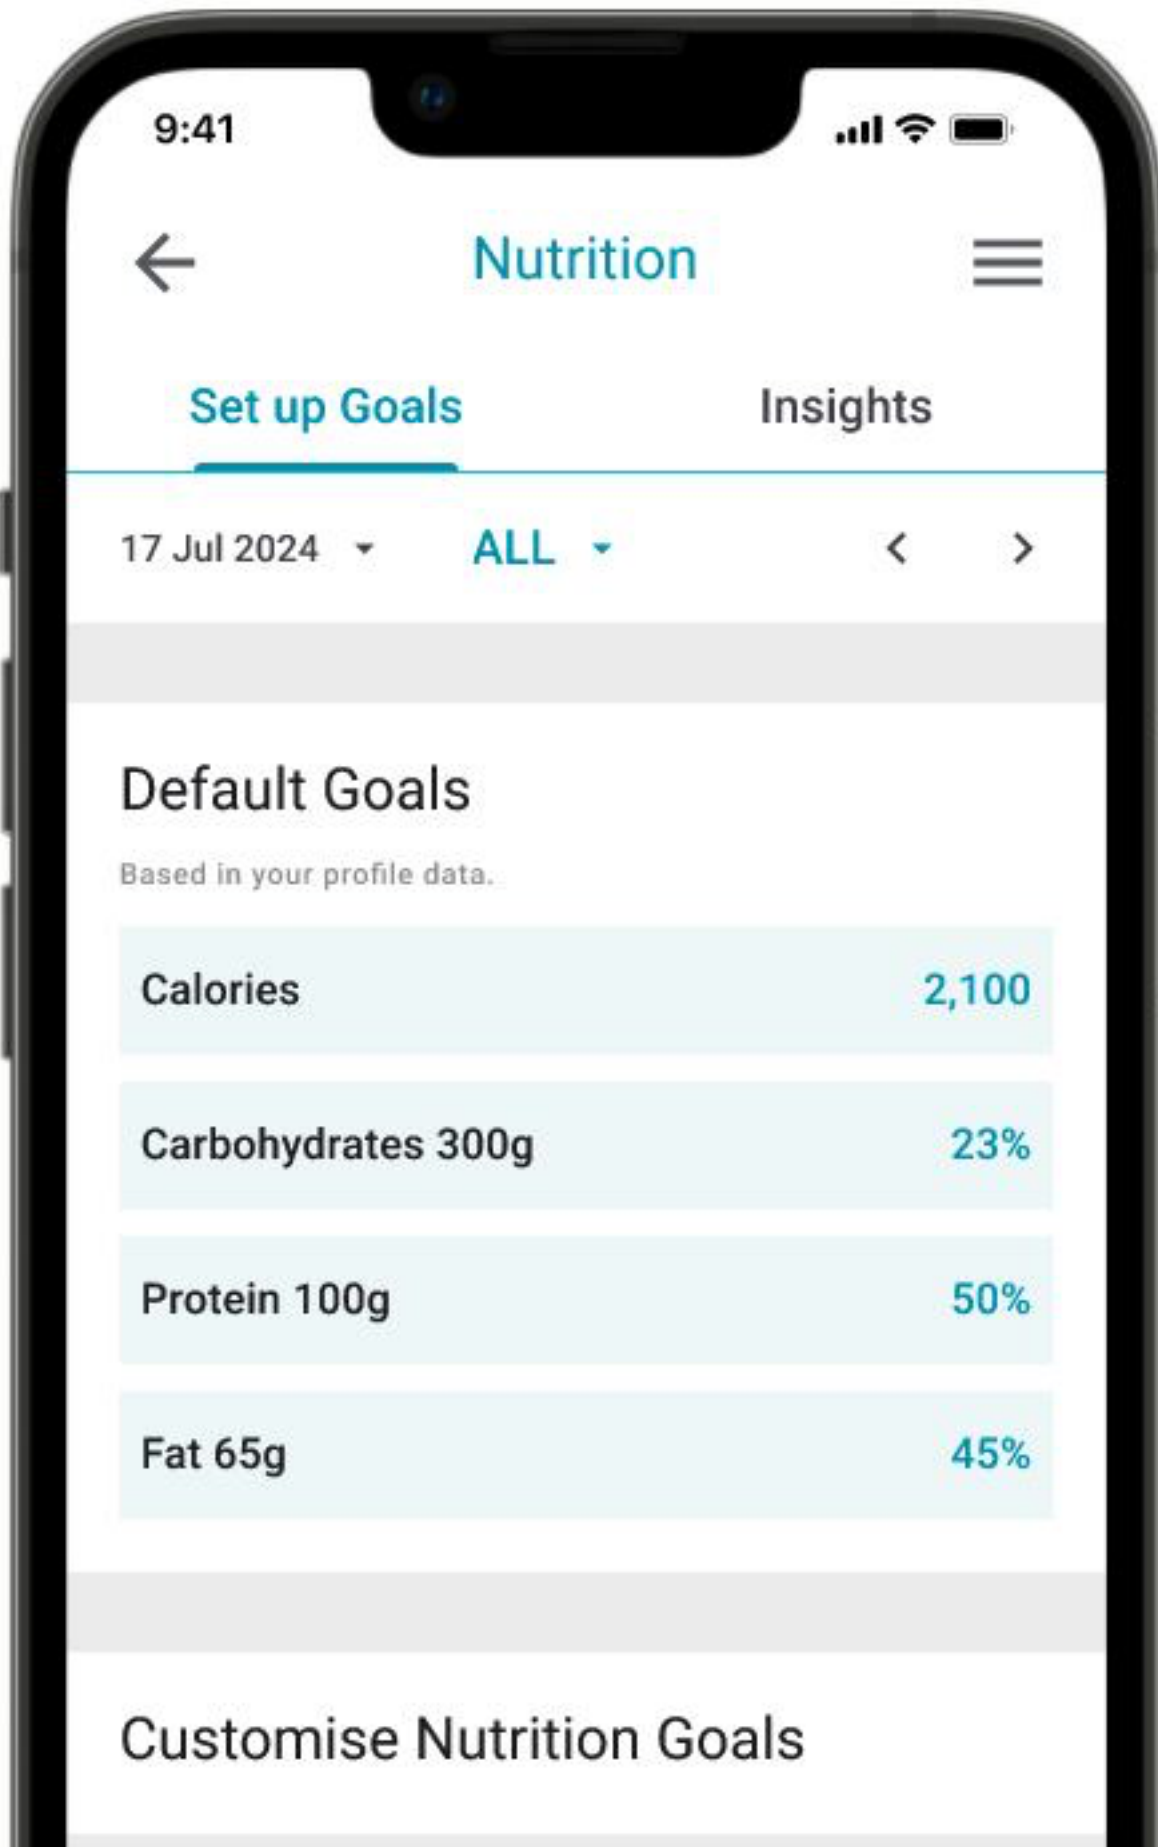 9:41
Nutrition
Set up Goals Insights
17 Jul 2024 ALL
Default Goals
Based in your profile data.
Calories 2,100
Carbohydrates 300g 23%
Protein 100g 50%
Fat 65g 45%
Customise Nutrition Goals